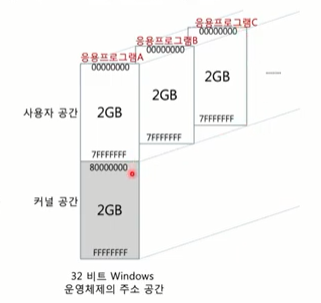 응용프로그램A
00000000
2GB
7FFFFFFF
응용프로그램B
00000000
2GB
7FFFFFFF
응용프로그램C
00000000
2GB
7FFFFFFF
사용자 공간
80000000
커널 공간
2GB
FFFFFFFF
32 비트 Windows
운영체제의 주소 공간